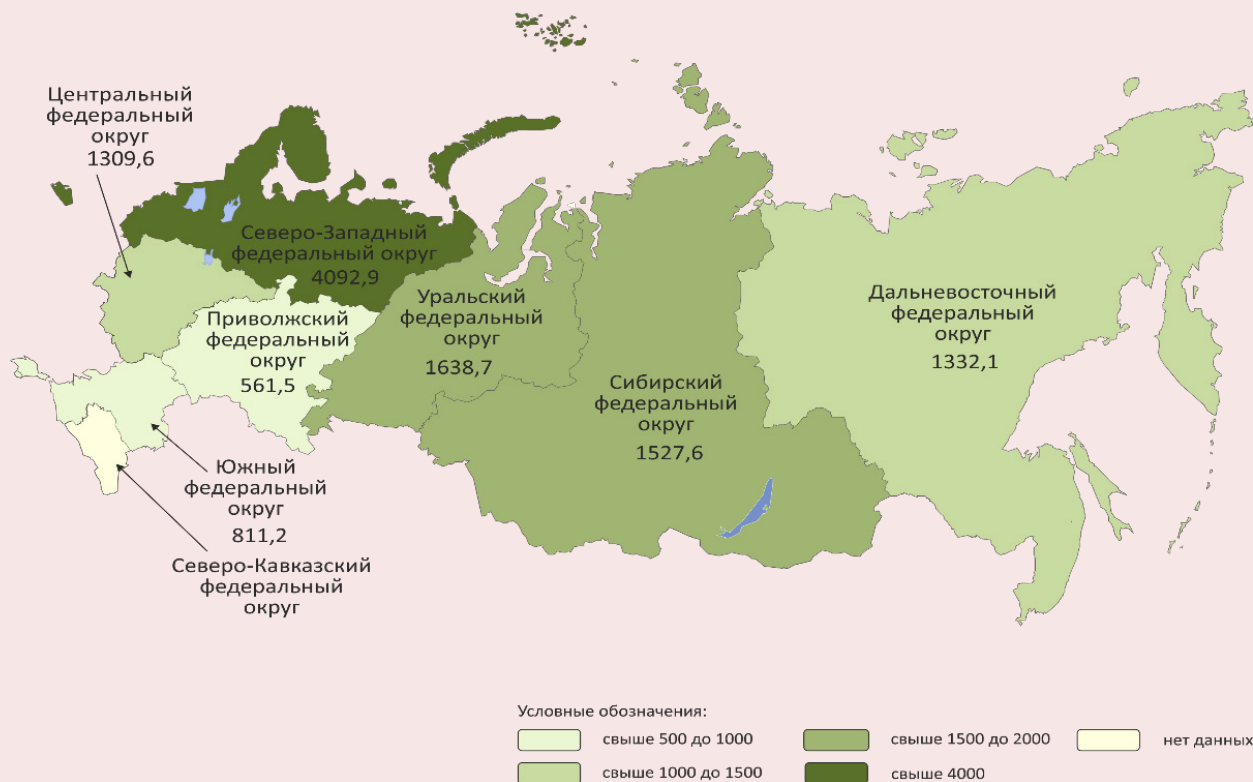 Центральный
федеральный
округ
1309,6
Северо-Западный
федеральный округ
4092,9
Уральский
федеральный
округ
1638,7
Дальневосточный
федеральный
округ
1332,1
Приволжский
федеральный
округ
561,5
Сибирский
федеральный
округ
1527,6
Южный
федеральный
округ
811,2
Северо-Кавказский
федеральный
округ
Условные обозначения:
свыше 500 до 1000
свыше 1500 до 2000
нет данных
свыше 1000 до 1500
свыше 4000